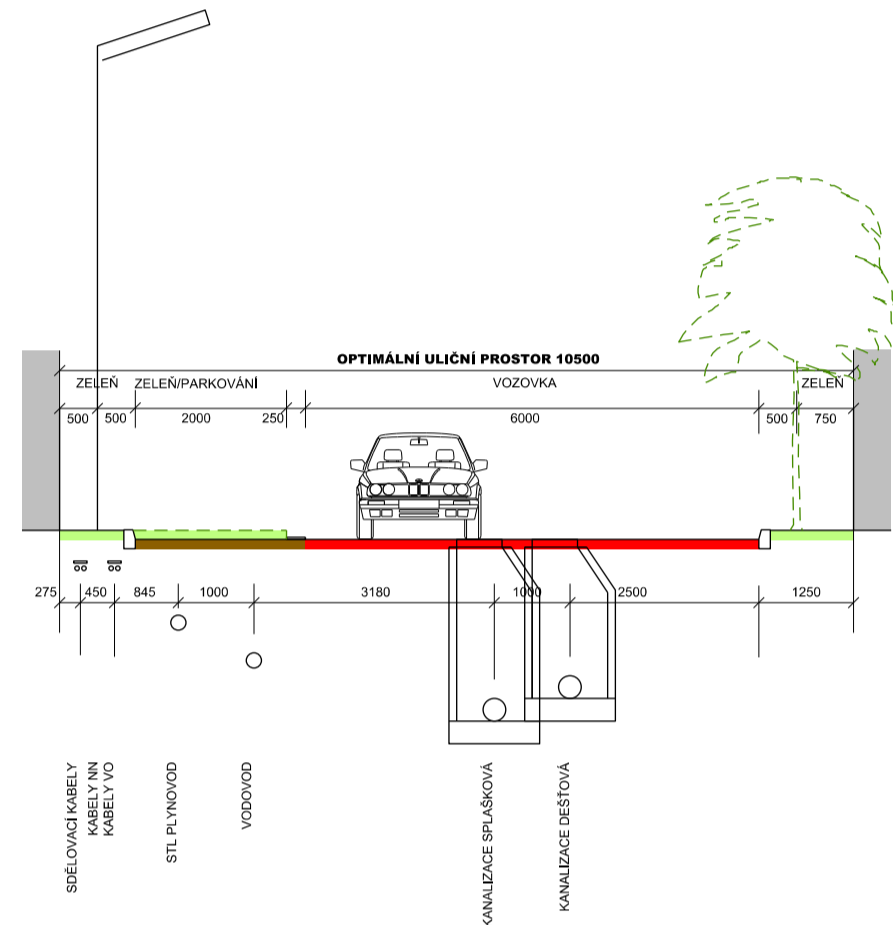 OPTIMÁLNÍ ULIČNÍ PROSTOR 10500
ZELEŇ ZELEŇ/PARKOVÁNÍ VOZOVKA ZELEŇ
500 500 2000 250 6000 500 750
275 450 845 1000 3180 1000 2500 1250
SDĚLOVACÍ KABELY
KABELY NN
KABELY VO
STL PLYNOVOD
VODOVOD
KANALIZACE SPLAŠKOVÁ
KANALIZACE DEŠŤOVÁ